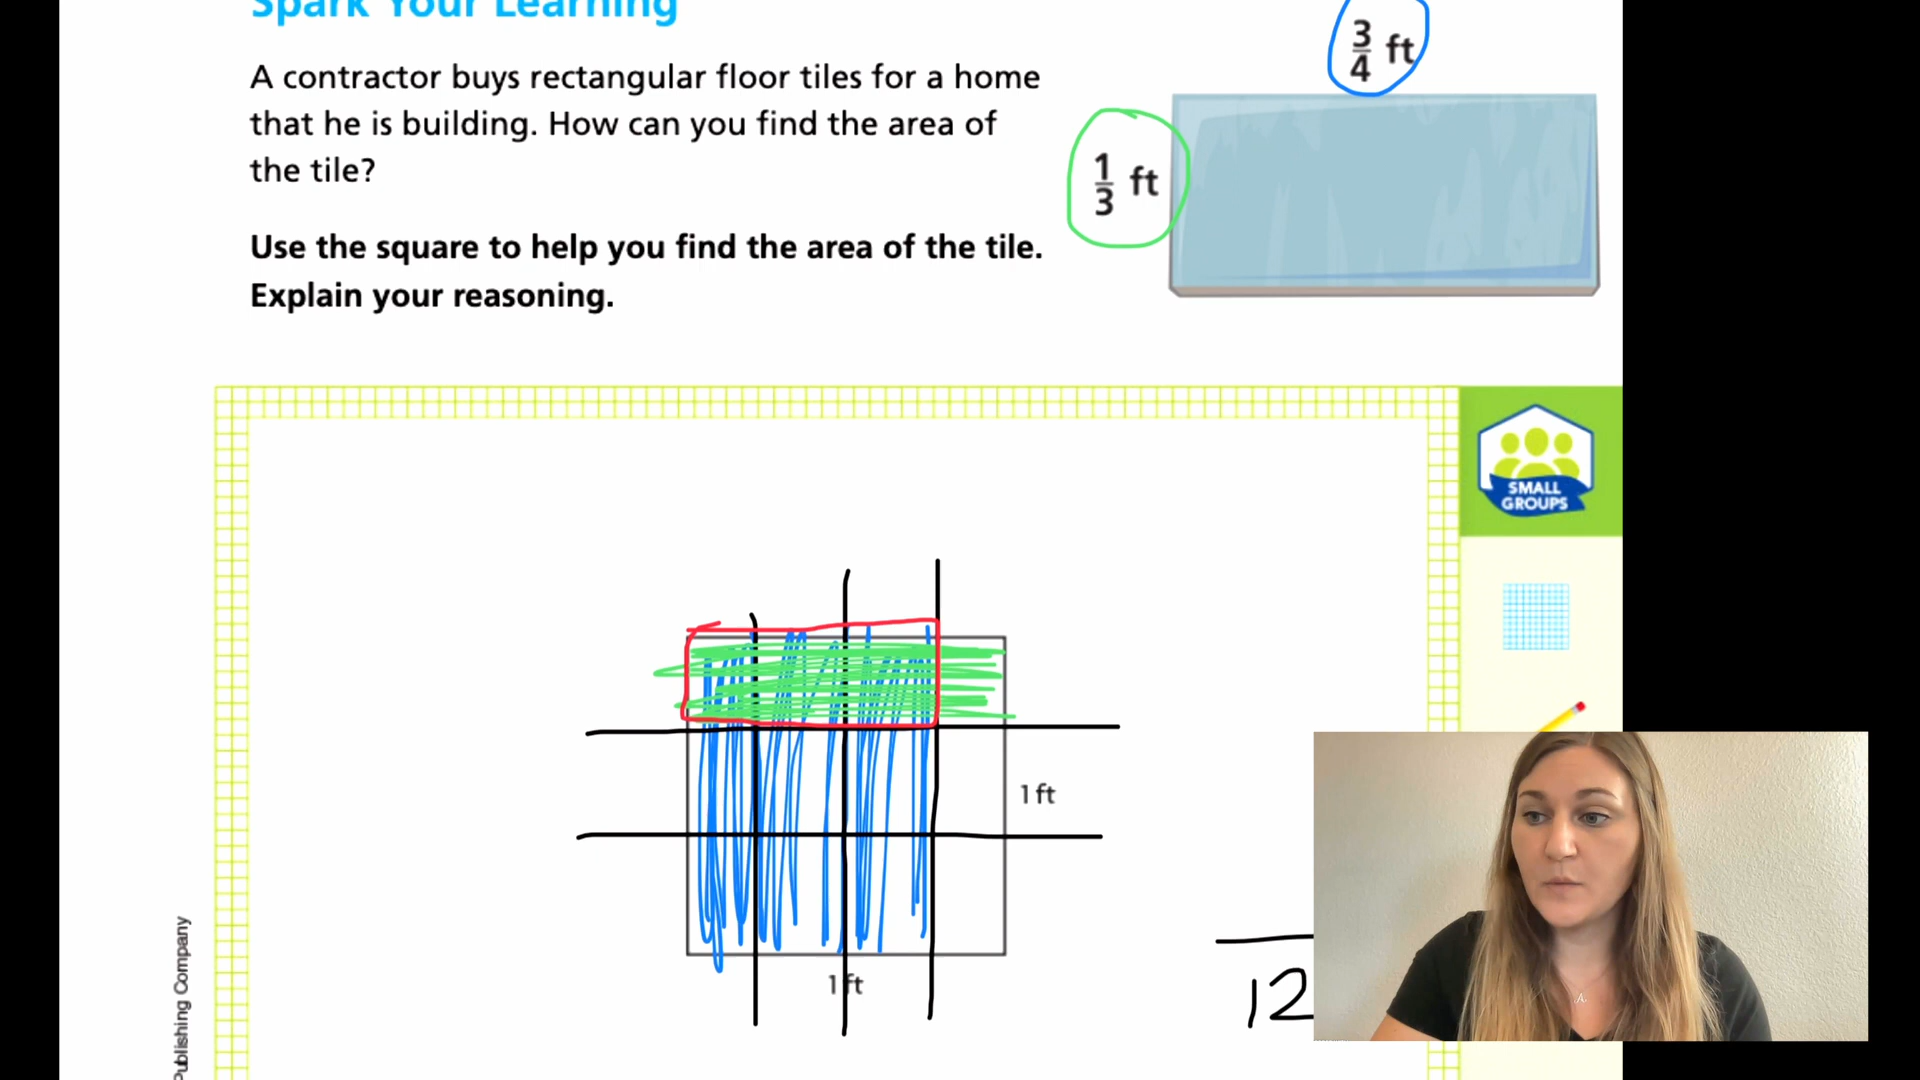 Spark Your Learning
3/4 ft
A contractor buys rectangular floor tiles for a home
that he is building. How can you find the area of
the tile?
1/3 ft
Use the square to help you find the area of the tile.
Explain your reasoning.
SMALL
GROUPS
1 ft
1 ft
12
Publishing Company